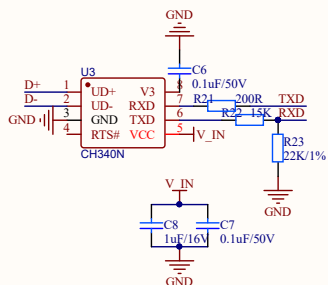 GND
U3
C6
0.1uF/50V
D+ 1 UD+ V3 8
D- 2 UD- RXD 7 R21 200R TXD
GND 3 GND TXD 6 R22 15K RXD
4 RTS# VCC 5 V_IN
CH340N
R23
22K/1%
GND
V_IN
C8 C7
1uF/16V 0.1uF/50V
GND